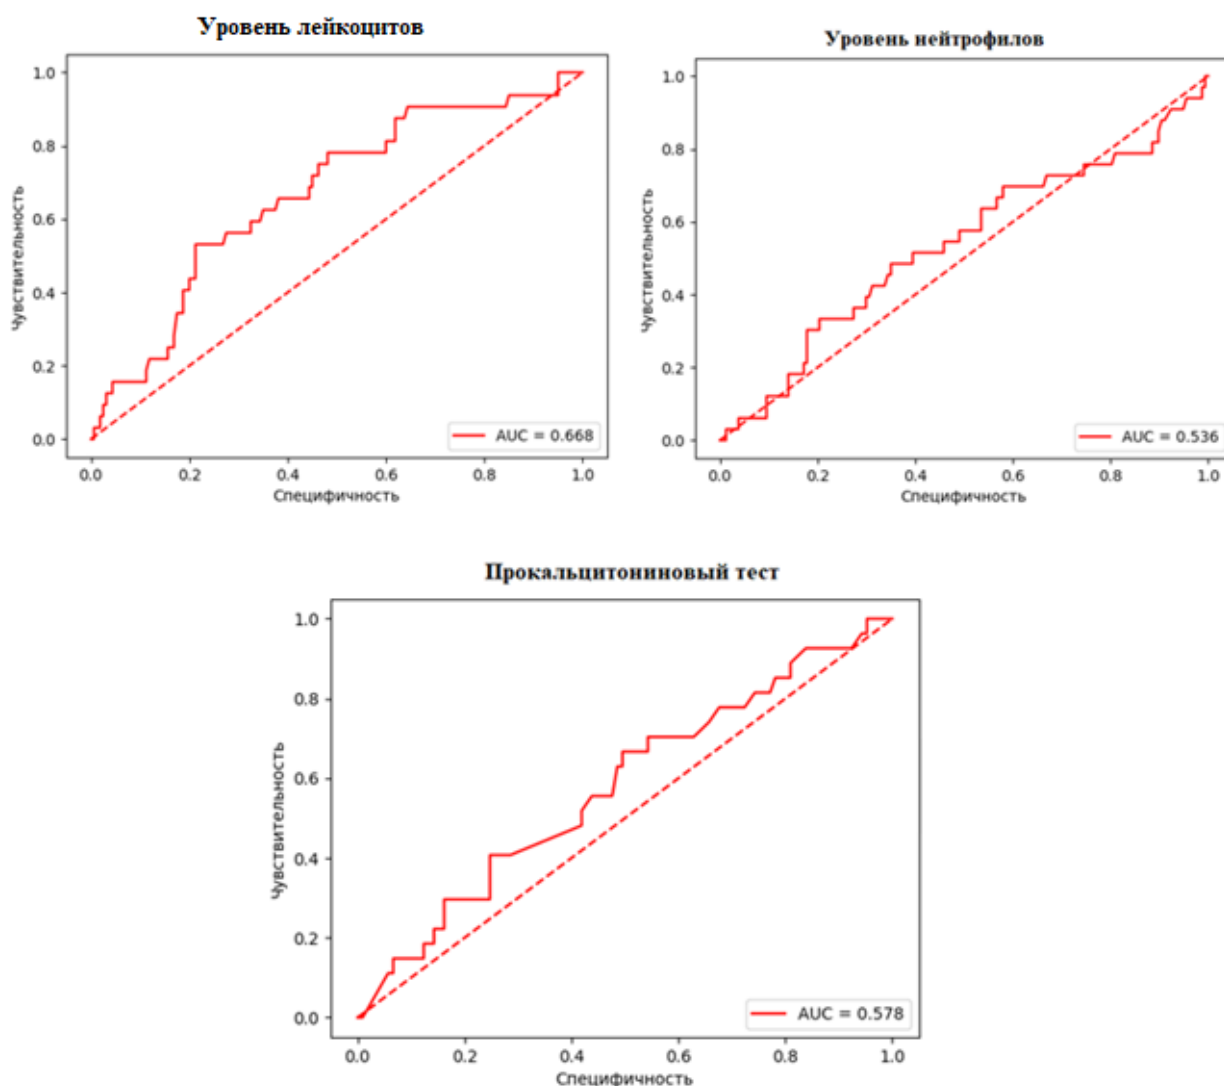 Уровень лейкоцитов
1.0
0.8
0.6
0.4
0.2
0.0
Чувствительность
AUC = 0.668
0.0 0.2 0.4 0.6 0.8 1.0
Специфичность
Уровень нейтрофилов
1.0
0.8
0.6
0.4
0.2
0.0
Чувствительность
AUC = 0.536
0.0 0.2 0.4 0.6 0.8 1.0
Специфичность
Прокальцитониновый тест
1.0
0.8
0.6
0.4
0.2
0.0
Чувствительность
AUC = 0.578
0.0 0.2 0.4 0.6 0.8 1.0
Специфичность